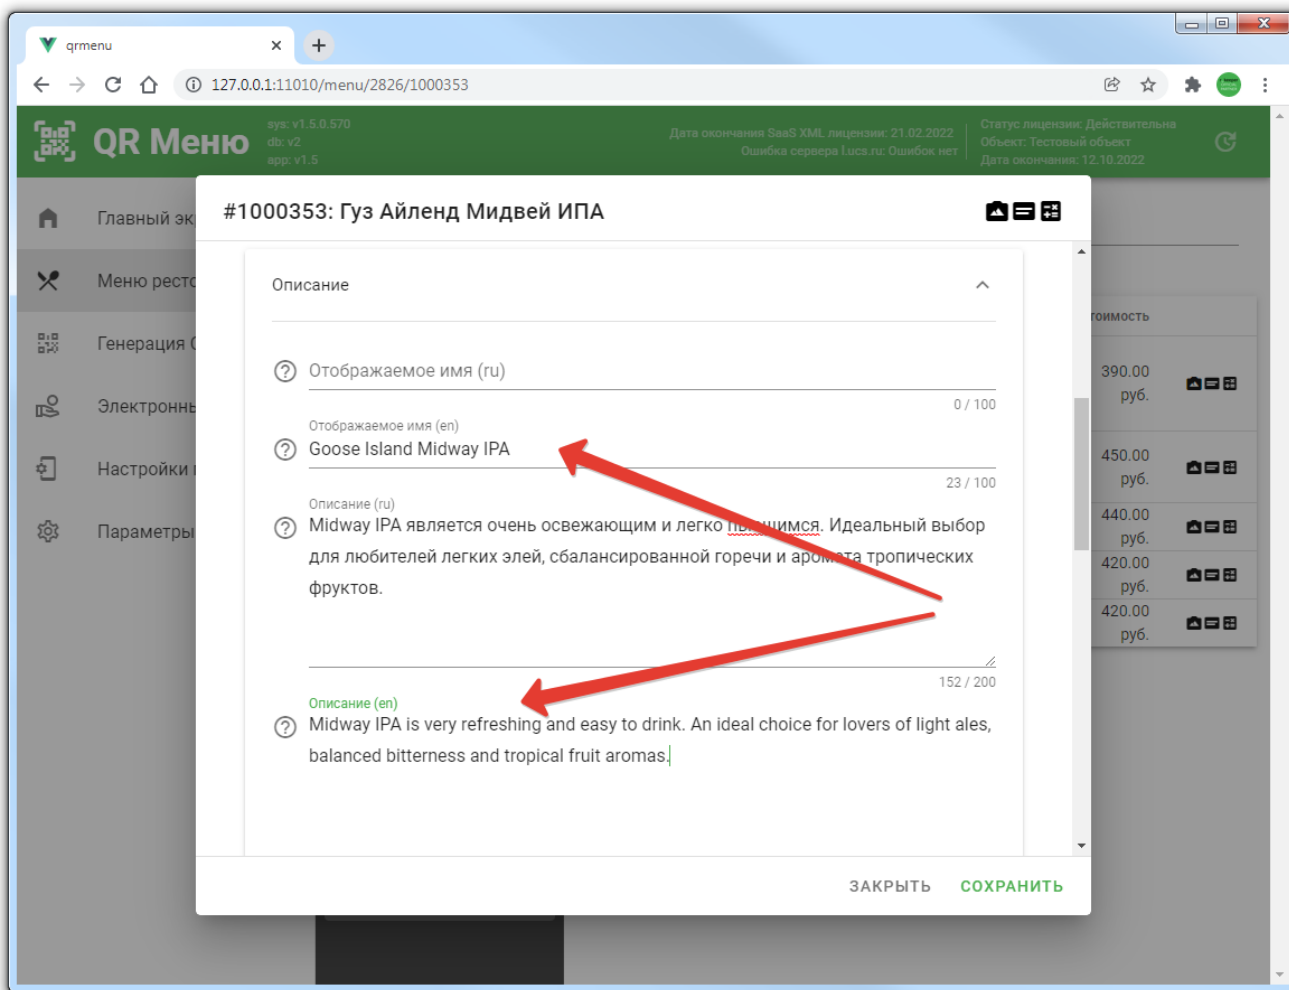 qrmenu
127.0.0.1:11010/menu/2826/1000353
QR Меню
sys: v1.5.0.570
db: v2
app: v1.5
Дата окончания SaaS XML лицензии: 21.02.2022
Ошибка сервера l.ucs.ru: Ошибок нет
Статус лицензии: Действительна
Объект: Тестовый объект
Дата окончания: 12.10.2022
Главный эк
Меню ресто
Генерация
Электроннь
Настройки
Параметры
#1000353: Гуз Айленд Мидвей ИПА
Описание
Отображаемое имя (ru)
0 / 100
Отображаемое имя (en)
Goose Island Midway IPA
23 / 100
Описание (ru)
Midway IPA является очень освежающим и легко пьющимся. Идеальный выбор
для любителей легких элей, сбалансированной горечи и аромата тропических
фруктов.
152 / 200
Описание (en)
Midway IPA is very refreshing and easy to drink. An ideal choice for lovers of light ales,
balanced bitterness and tropical fruit aromas.
ЗАКРЫТЬ СОХРАНИТЬ
тоимость
390.00
руб.
450.00
руб.
440.00
руб.
420.00
руб.
420.00
руб.